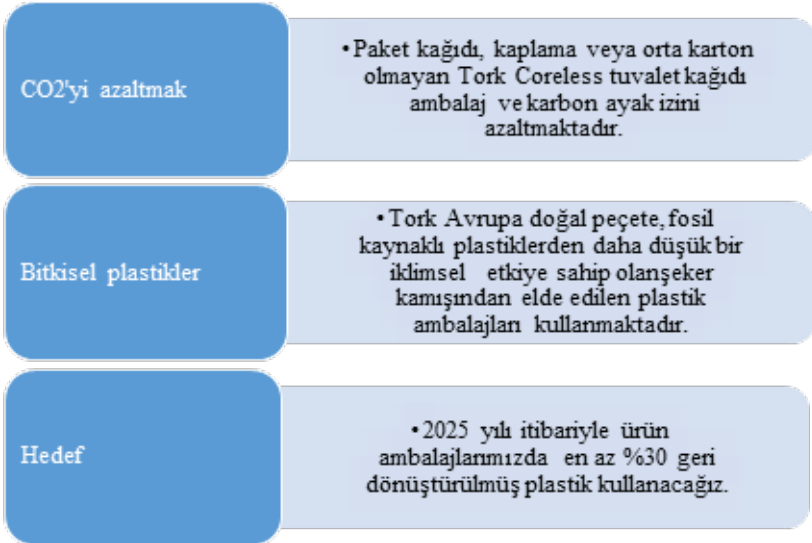 CO2'yi azaltmak
•Paket kağıdı, kaplama veya orta karton
olmayan Tork Coreless tuvalet kağıdı
ambalaj ve karbon ayak izini
azaltmaktadır.
Bitkisel plastikler
•Tork Avrupa doğal peçete, fosil
kaynaklı plastiklerden daha düşük bir
iklimsel etkiye sahip olanşeker
kamışından elde edilen plastik
ambalajları kullanmaktadır.
Hedef
•2025 yılı itibariyle ürün
ambalajlarımızda en az %30 geri
dönüştürülmüş plastik kullanacağız.